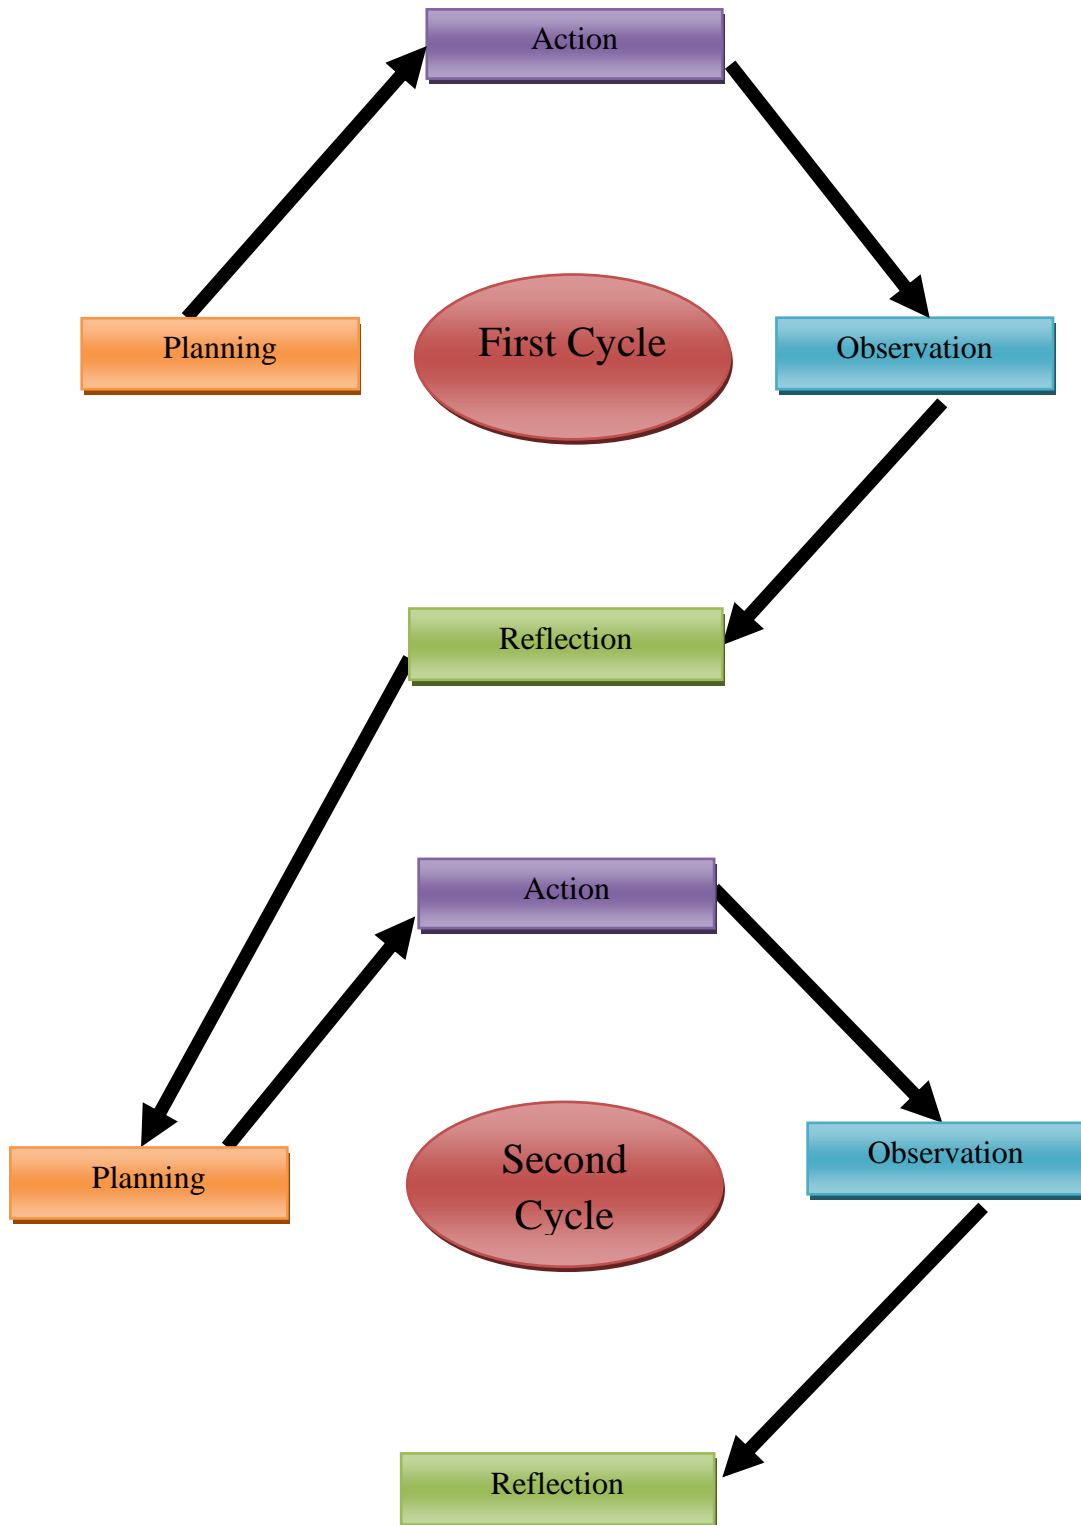 Action
Planning
First Cycle
Observation
Reflection
Action
Planning
Second
Cycle
Observation
Reflection